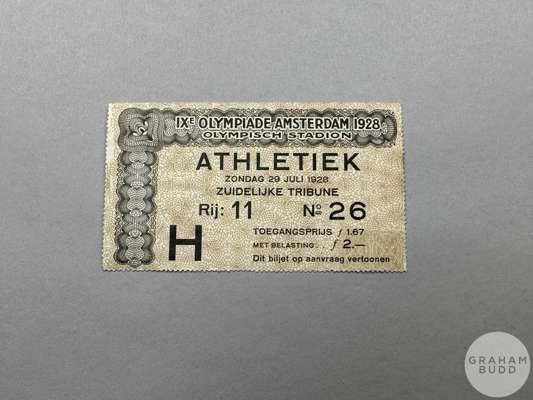 IXE OLYMPIADE AMSTERDAM 1928
OLYMPISCH STADION
ATHLETIEK
ZONDAG 29 JULI 1928
ZUIDELIJKE TRIBUNE
Rij: 11 No 26
H
TOEGANGSPRIJS f 1.67
MET BELASTING f 2.—
Dit biljet op aanvraag vertoonen
GRAHAM
BUDD